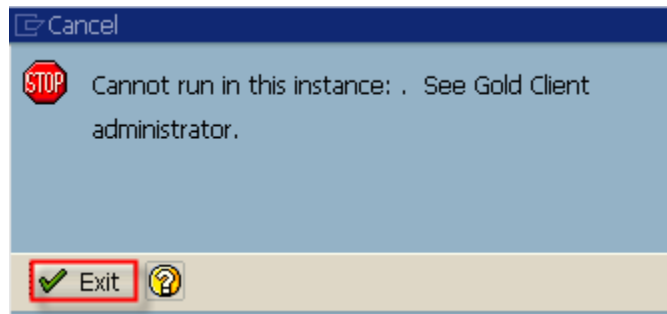 Cancel
STOP
Cannot run in this instance: . See Gold Client
administrator.
Exit